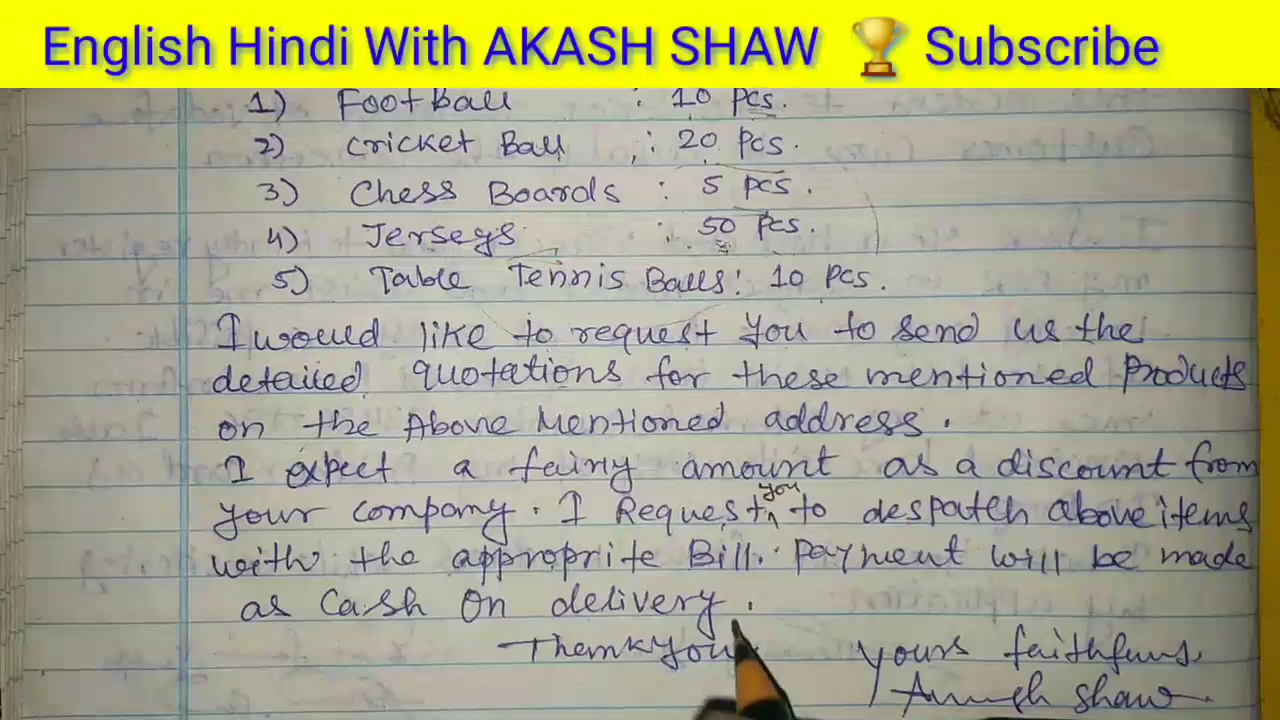 English Hindi With AKASH SHAW 🏆 Subscribe
1) Football : 10 pcs.
2) Cricket Ball : 20 pcs.
3) Chess Boards : 5 pcs.
4) Jerseys : 50 pcs.
5) Table Tennis Balls : 10 pcs.
I would like to request you to send us the
detailed quotations for these mentioned products
on the Above Mentioned address.
I expect a fairly amount as a discount from
your company. I Request you to despatch above items
with the approprite Bill. Payment will be made
as Cash On delivery.
Thank you
Yours faithfully,
Shaw